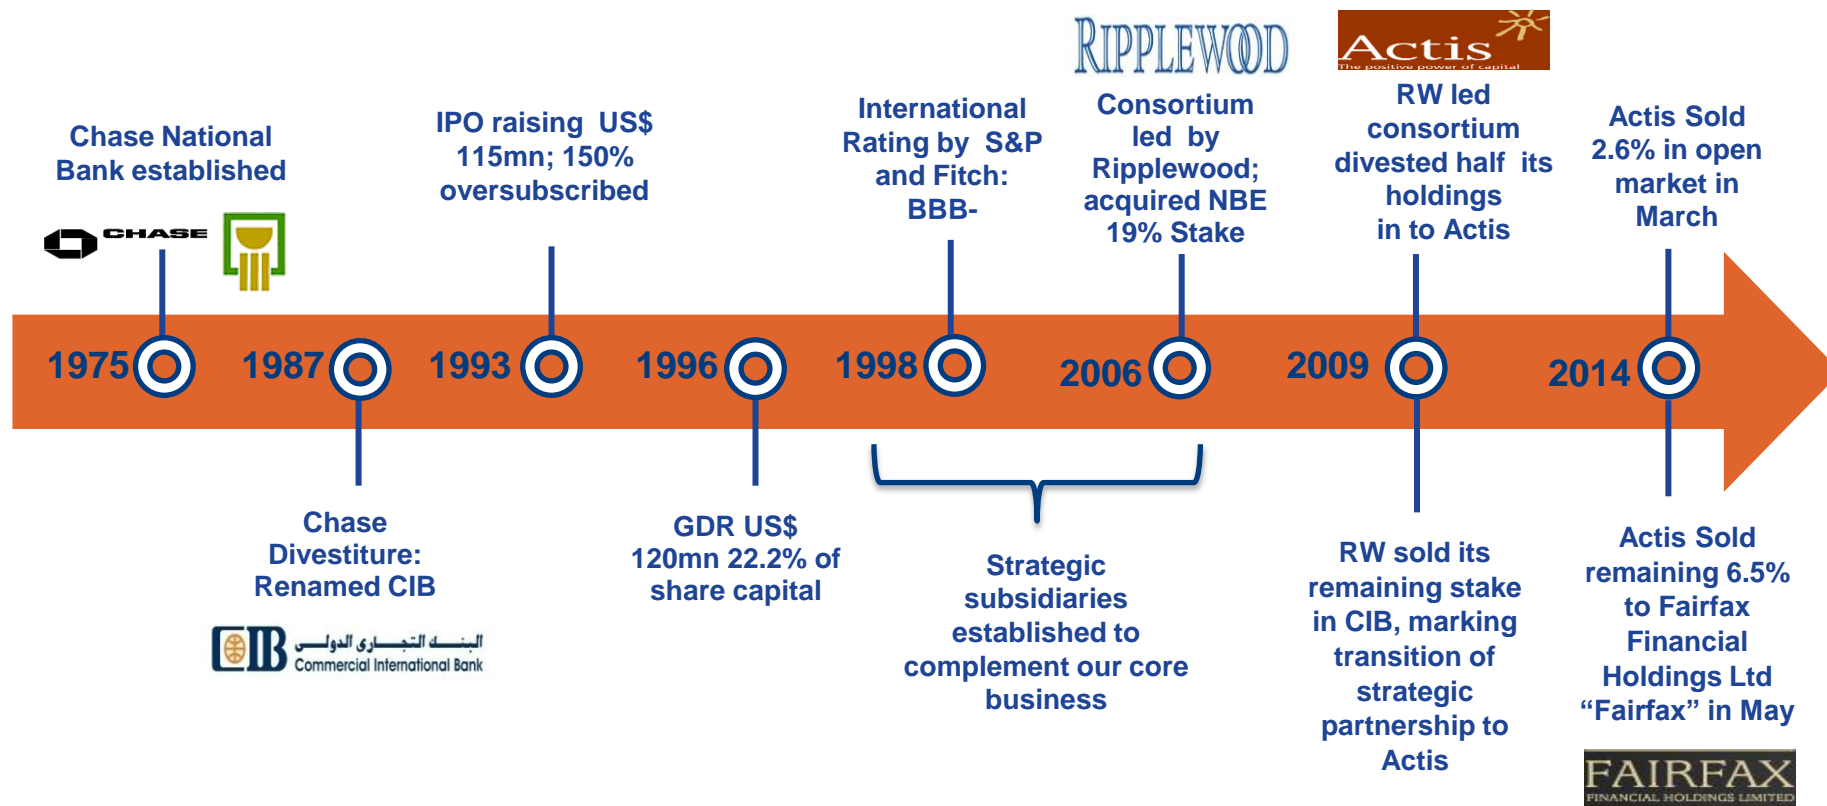 RIPPLEWOOD
Actis
The positive power of capital
Chase National
Bank established
CHASE
IPO raising US$
115mn; 150%
oversubscribed
International
Rating by S&P
and Fitch:
BBB-
Consortium
led by
Ripplewood;
acquired NBE
19% Stake
RW led
consortium
divested half its
holdings
in to Actis
Actis Sold
2.6% in open
market in
March
1975
1987
1993
1996
1998
2006
2009
2014
Chase
Divestiture:
Renamed CIB
CIB
البنك التجارى الدولى
Commercial International Bank
GDR US$
120mn 22.2% of
share capital
Strategic
subsidiaries
established to
complement our core
business
RW sold its
remaining stake
in CIB, marking
transition of
strategic
partnership to
Actis
Actis Sold
remaining 6.5%
to Fairfax
Financial
Holdings Ltd
“Fairfax” in May
FAIRFAX
FINANCIAL HOLDINGS LIMITED